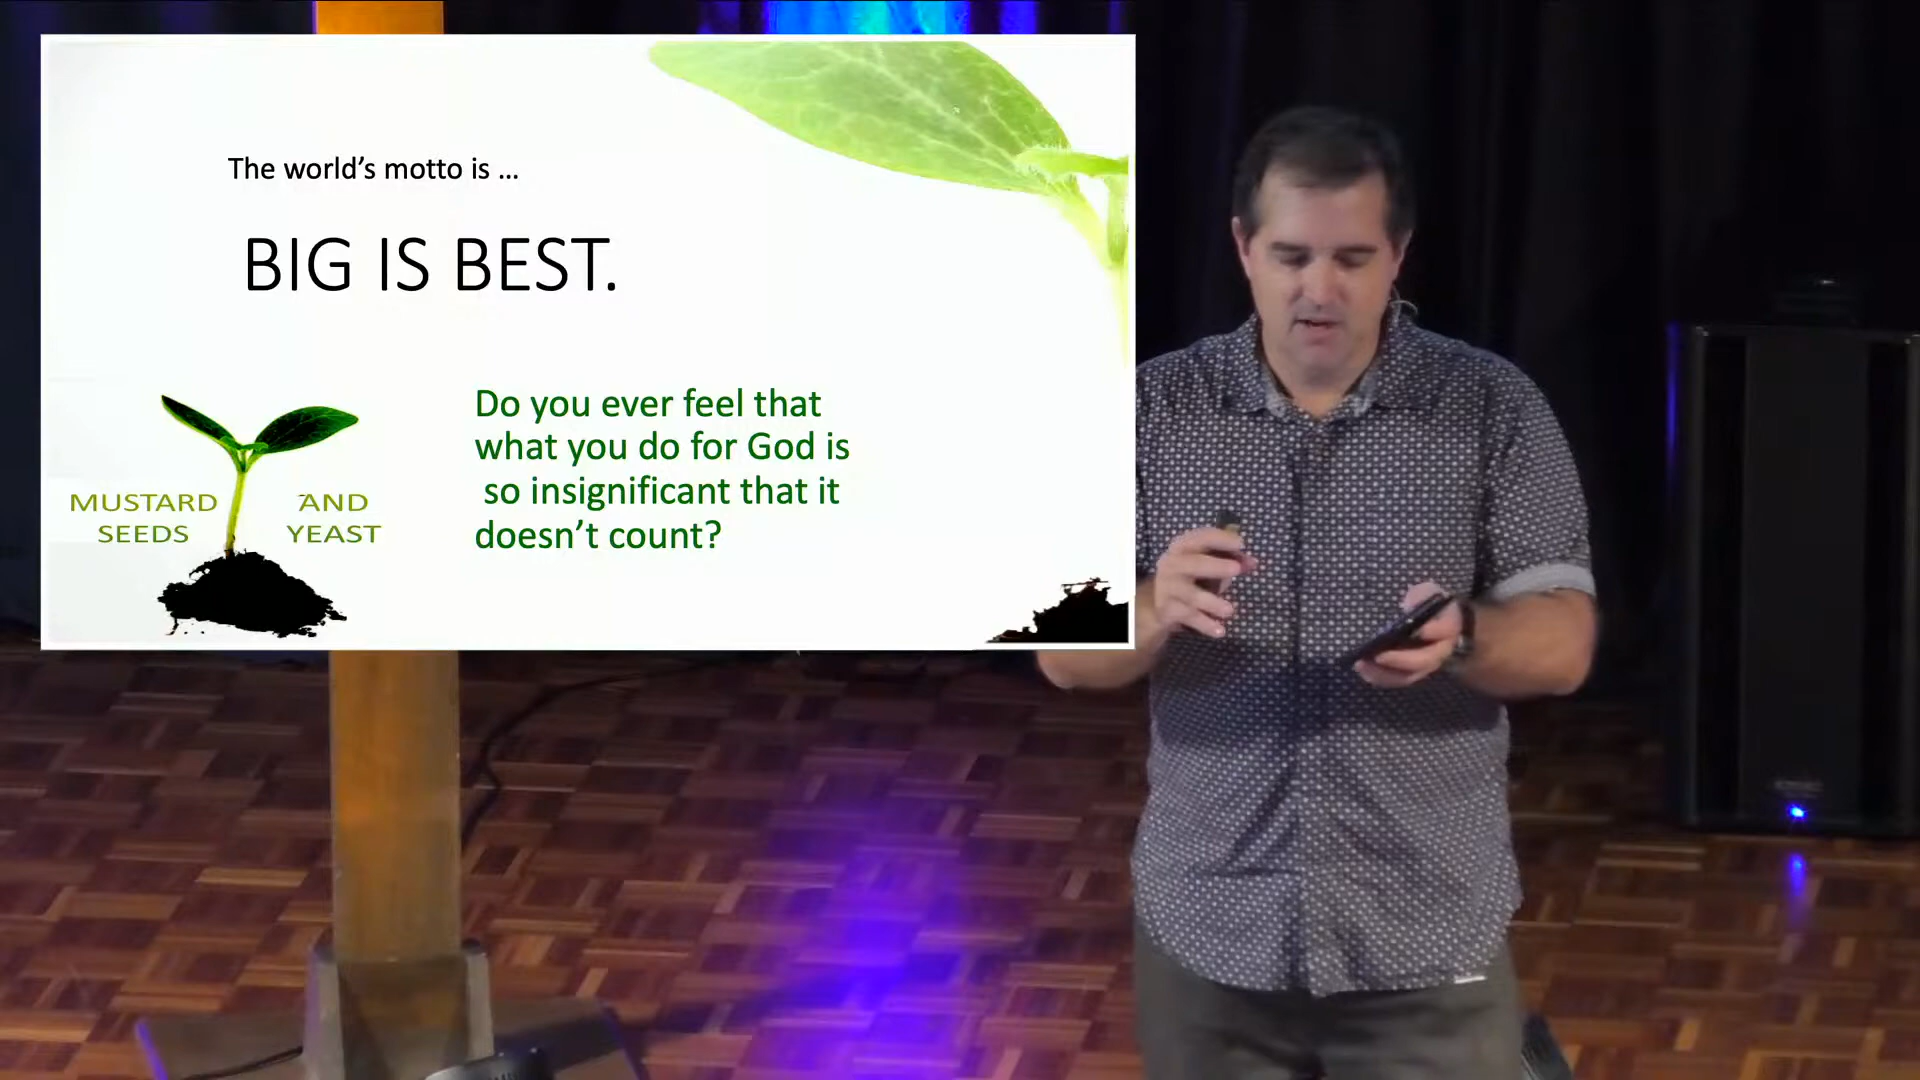 The world's motto is ...
BIG IS BEST.
Do you ever feel that
what you do for God is
so insignificant that it
doesn't count?
MUSTARD AND
SEEDS YEAST